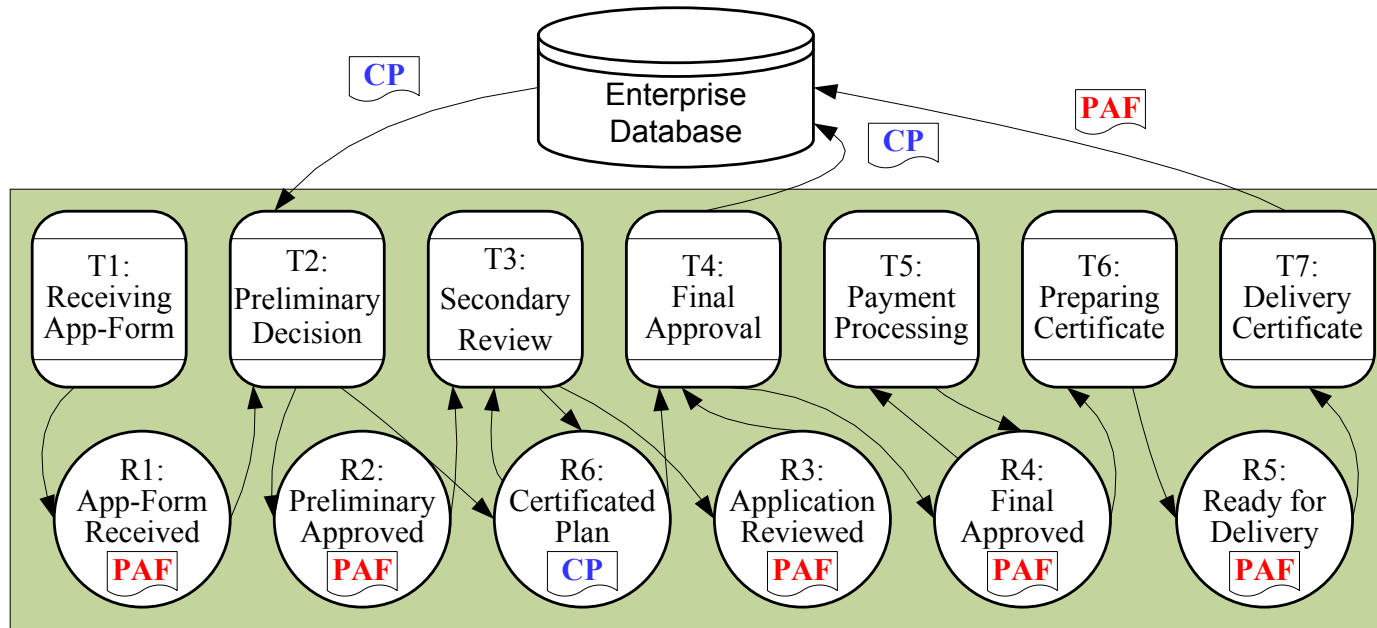 CP
Enterprise
Database
PAF
CP
T1:
Receiving
App-Form
T2:
Preliminary
Decision
T3:
Secondary
Review
T4:
Final
Approval
T5:
Payment
Processing
T6:
Preparing
Certificate
T7:
Delivery
Certificate
R1:
App-Form
Received
PAF
R2:
Preliminary
Approved
PAF
R6:
Certificated
Plan
CP
R3:
Application
Reviewed
PAF
R4:
Final
Approved
PAF
R5:
Ready for
Delivery
PAF